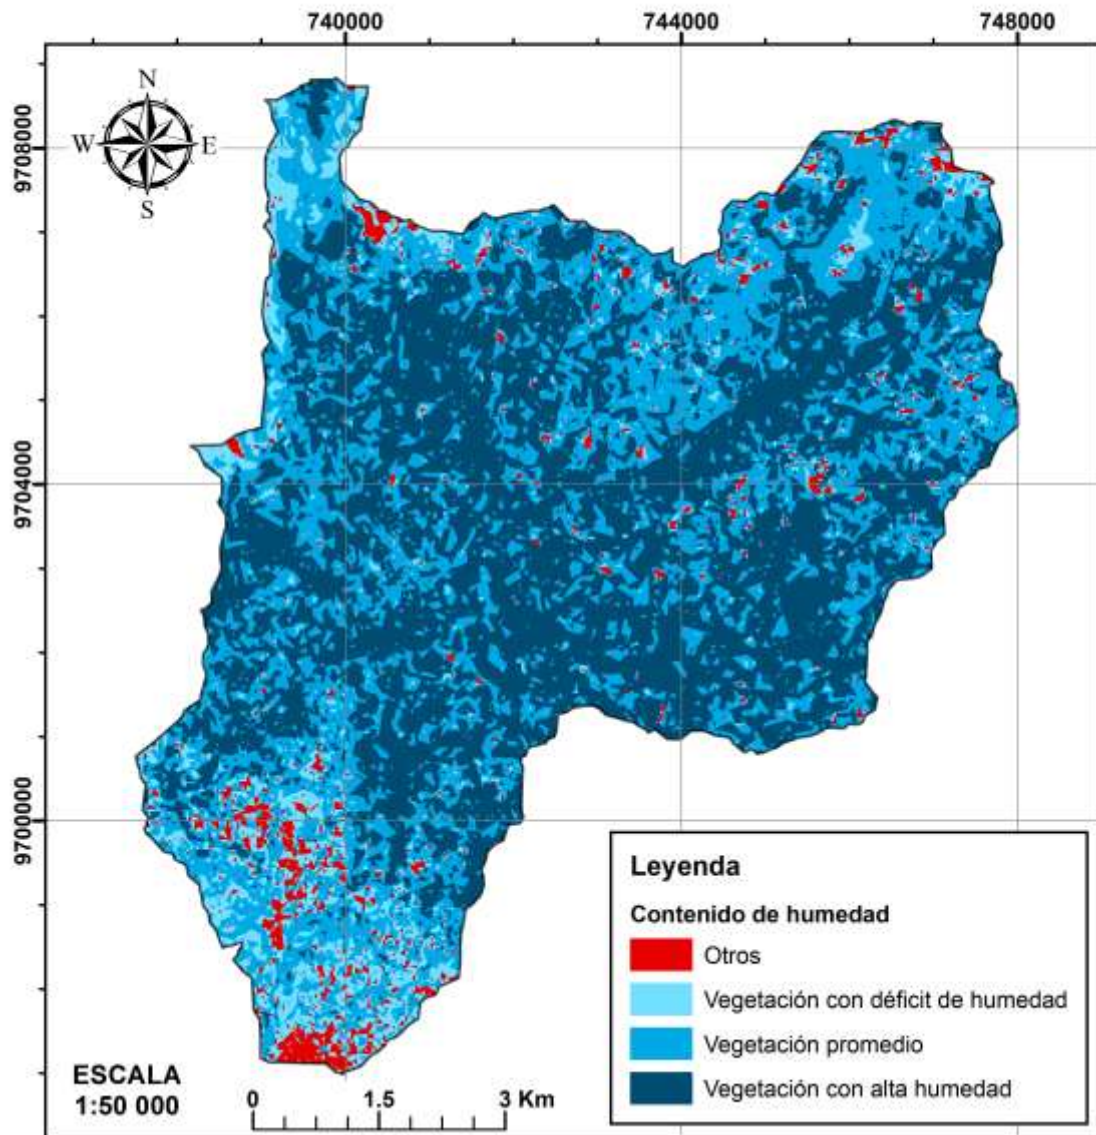 740000 744000 748000
N
W E
S
9708000
9704000
9700000
Leyenda
Contenido de humedad
Otros
Vegetación con déficit de humedad
Vegetación promedio
Vegetación con alta humedad
ESCALA
1:50 000
0 1.5 3 Km